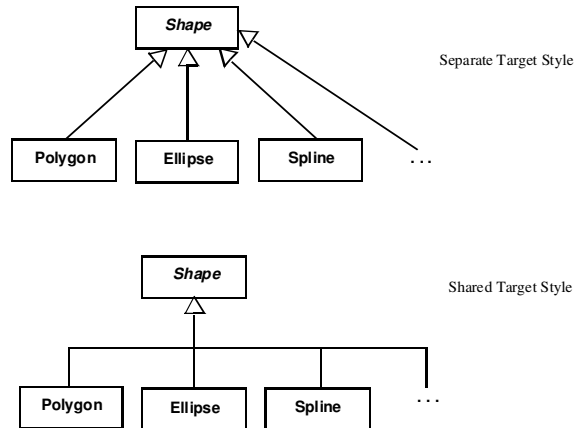 Shape
Separate Target Style
Polygon
Ellipse
Spline
. . .
Shape
Shared Target Style
Polygon
Ellipse
Spline
. . .